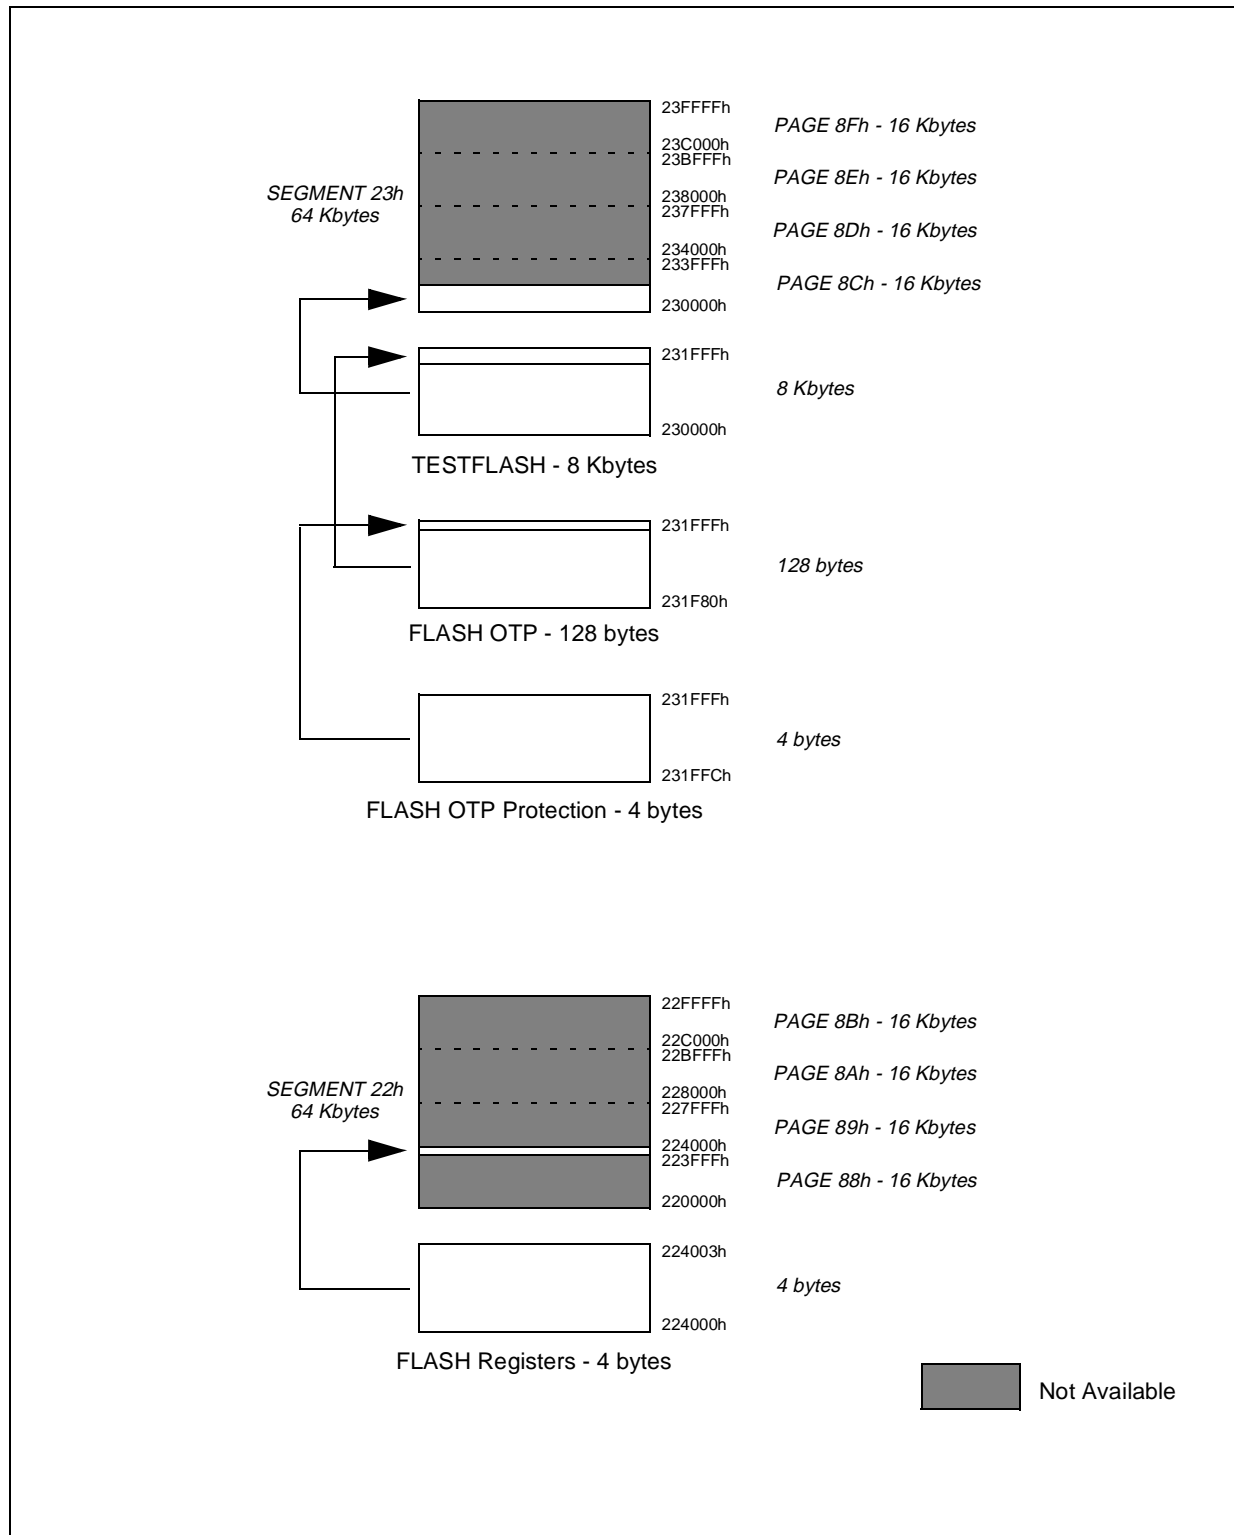 23FFFFh
PAGE 8Fh - 16 Kbytes
23C000h
23BFFFh
PAGE 8Eh - 16 Kbytes
SEGMENT 23h
64 Kbytes
238000h
237FFFh
PAGE 8Dh - 16 Kbytes
234000h
233FFFh
PAGE 8Ch - 16 Kbytes
230000h
231FFFh
8 Kbytes
230000h
TESTFLASH - 8 Kbytes
231FFFh
128 bytes
231F80h
FLASH OTP - 128 bytes
231FFFh
4 bytes
231FFCh
FLASH OTP Protection - 4 bytes
22FFFFh
PAGE 8Bh - 16 Kbytes
22C000h
22BFFFh
PAGE 8Ah - 16 Kbytes
SEGMENT 22h
64 Kbytes
228000h
227FFFh
PAGE 89h - 16 Kbytes
224000h
223FFFh
PAGE 88h - 16 Kbytes
220000h
224003h
4 bytes
224000h
FLASH Registers - 4 bytes
Not Available